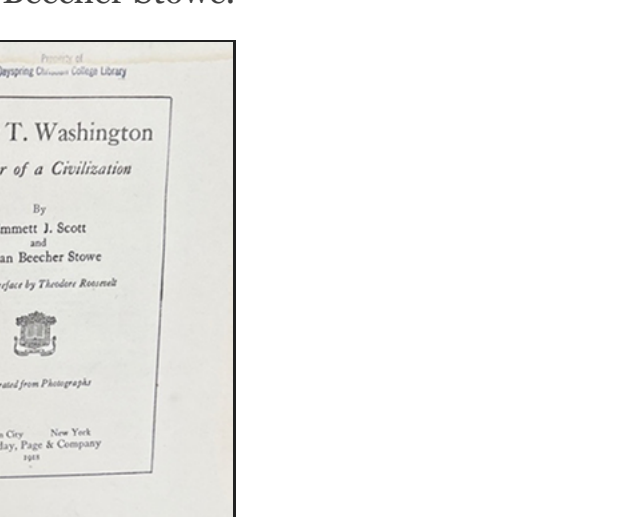 Beecher Stowe.
Property of
Dayspring Christian College Library
T. Washington
r of a Civilization
By
mmett J. Scott
and
an Beecher Stowe
eface by Theodore Roosevelt
rated from Photographs
n City New York
day, Page & Company
1918